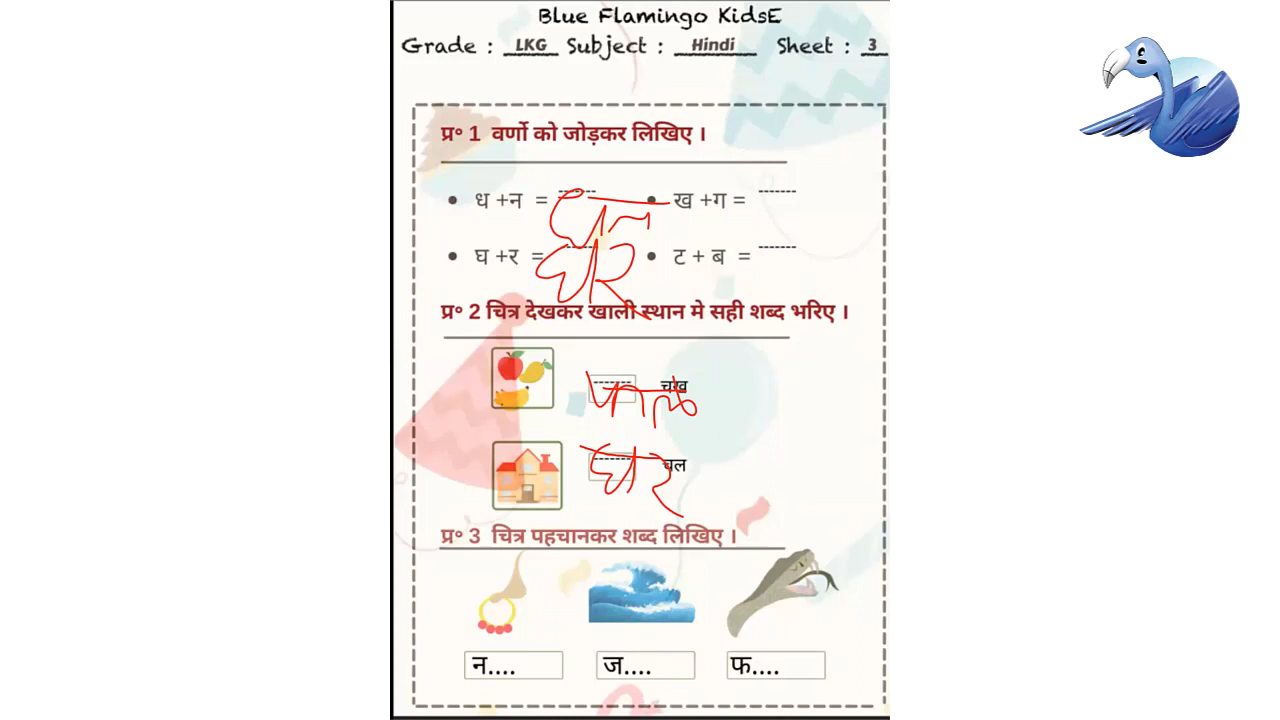 Blue Flamingo KidsE
Grade : LKG Subject : Hindi Sheet : 3
प्र॰ 1 वर्णो को जोड़कर लिखिए ।
• ध +न = धन • ख +ग = -------
• घ +र = घर • ट + ब = -------
प्र॰ 2 चित्र देखकर खाली स्थान मे सही शब्द भरिए ।
फल चख
घर चल
प्र॰ 3 चित्र पहचानकर शब्द लिखिए ।
न.... ज.... फ....